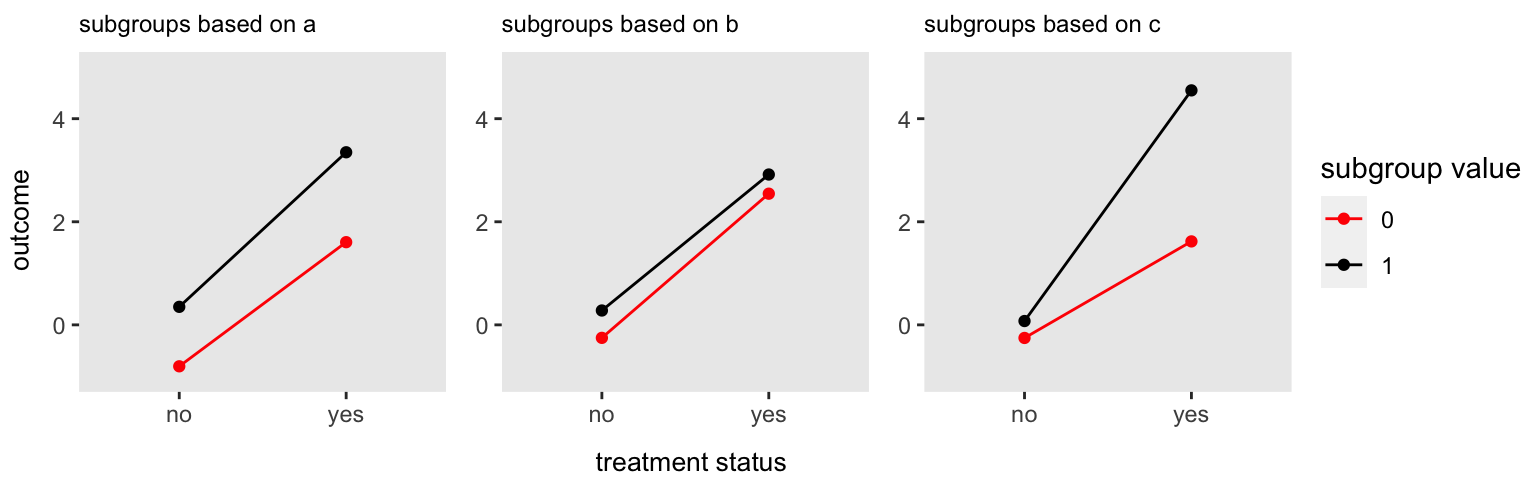 subgroups based on a
subgroups based on b
subgroups based on c
outcome
4
2
0
no
yes
4
2
0
no
yes
4
2
0
no
yes
treatment status
subgroup value
0
1